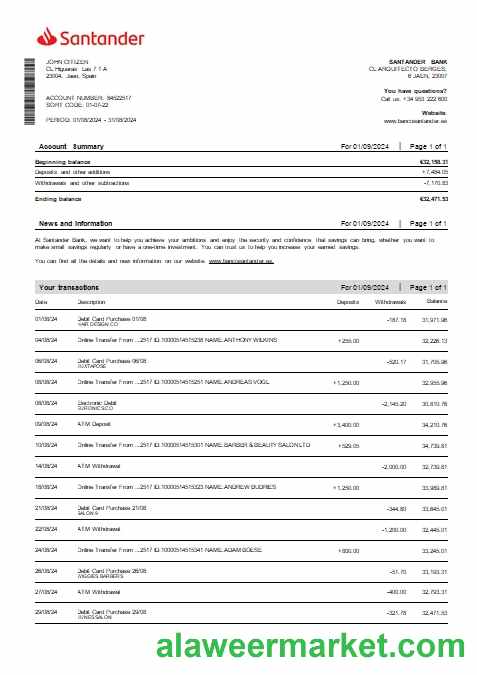 Santander
JOHN CITIZEN
CL Higueras Las 7 7-A
23004, Jaen, Spain
SANTANDER BANK
CL ARQUITECTO BERGES,
6 JAEN, 23007
You have questions?
Call us: +34 953 222 600
ACCOUNT NUMBER: 84522517
SORT CODE: 01-07-22
Website:
www.bancosantander.es
PERIOD: 01/08/2024 - 31/08/2024
Account Summary For 01/09/2024 | Page 1 of 1
Beginning balance €32,158.31
Deposits and other additions +7,484.05
Withdrawals and other subtractions -7,170.83
Ending balance €32,471.53
News and Information For 01/09/2024 | Page 1 of 1
At Santander Bank, we want to help you achieve your ambitions and enjoy the security and confidence that savings can bring, whether you want to
make small savings regularly or have a one-time investment. You can trust us to help you increase your earned savings.
You can find all the details and new information on our website: www.bancosantander.es.
Your transactions For 01/09/2024 | Page 1 of 1
Date Description Deposits Withdrawals Balance
01/08/24 Debit Card Purchase 01/08 -187.18 31,971.98
HAIR DESIGN CO
04/08/24 Online Transfer From ...2517 ID:10000514515238 NAME:ANTHONY WILKINS +255.00 32,226.13
06/08/24 Debit Card Purchase 06/08 -520.17 31,705.96
JUXTAPOSE
08/08/24 Online Transfer From ...2517 ID:10000514515251 NAME:ANDREAS VOGL +1,250.00 32,955.96
08/08/24 Electronic Debit -2,145.20 30,810.76
EURONICS CO
09/08/24 ATM Deposit +3,400.00 34,210.76
10/08/24 Online Transfer From ...2517 ID:10000514515301 NAME:BARBER & BEAUTY SALON LTD +529.05 34,739.81
14/08/24 ATM Withdrawal -2,000.00 32,739.81
18/08/24 Online Transfer From ...2517 ID:10000514515323 NAME:ANDREW DUDRIES +1,250.00 33,989.81
21/08/24 Debit Card Purchase 21/08 -344.80 33,645.01
SALON 9
22/08/24 ATM Withdrawal -1,200.00 32,445.01
24/08/24 Online Transfer From ...2517 ID:10000514515341 NAME:ADAM BOESE +800.00 33,245.01
26/08/24 Debit Card Purchase 26/08 -51.70 33,193.31
WIGGIES BARBERS
27/08/24 ATM Withdrawal -400.00 32,793.31
29/08/24 Debit Card Purchase 29/08 -321.78 32,471.53
alaweermarket.com